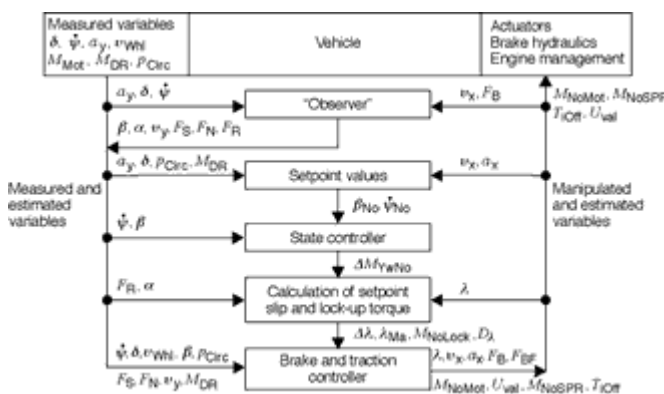 Measured variables
δ, ψ̇, a_y, v_Whl
M_Mot, M_DR, p_Circ
Vehicle
Actuators
Brake hydraulics
Engine management
a_y, δ, ψ̇
"Observer"
v_x, F_B
M_NoMot, M_NoSPR
T_iOff, U_val
β, α, v_y, F_S, F_N, F_R
a_y, δ, p_Circ, M_DR
Setpoint values
v_x, a_x
Measured and
estimated
variables
Manipulated
and estimated
variables
β_No, ψ̇_No
ψ̇, β
State controller
ΔM_YwNo
F_R, α
Calculation of setpoint
slip and lock-up torque
λ
Δλ, λ_Ma, M_NoLock, D_λ
ψ̇, δ, v_Whl, β, p_Circ
Brake and traction
controller
λ, v_x, a_x, F_B, F_BF
F_S, F_N, v_y, M_DR
M_NoMot, U_val, M_NoSPR, T_iOff